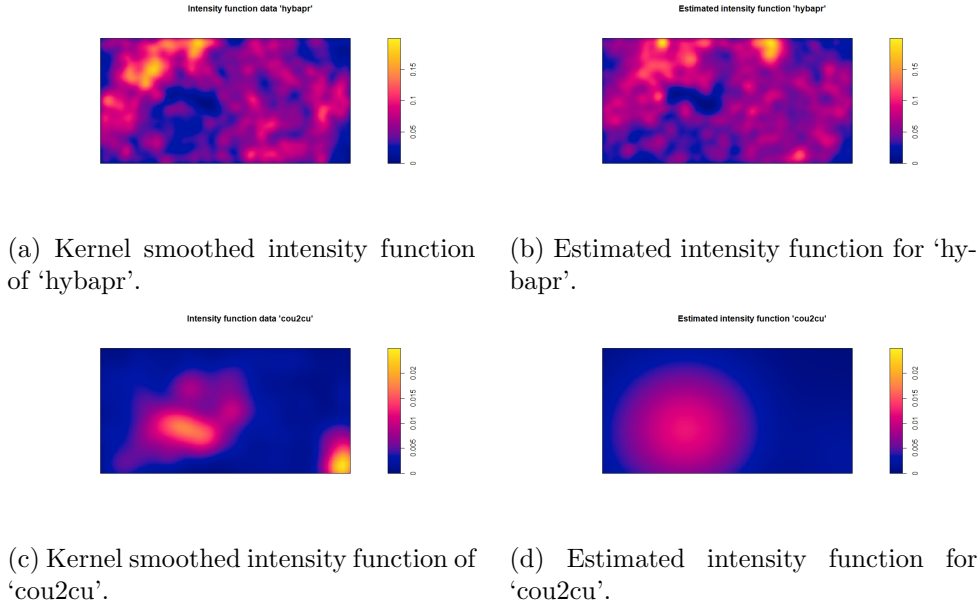 Intensity function data 'hybapr'
0
0.05
0.1
0.15
Estimated intensity function 'hybapr'
0
0.05
0.1
0.15
(a) Kernel smoothed intensity function
of ‘hybapr’.
(b) Estimated intensity function for ‘hy-
bapr’.
Intensity function data 'cou2cu'
0
0.005
0.01
0.015
0.02
Estimated intensity function 'cou2cu'
0
0.005
0.01
0.015
0.02
(c) Kernel smoothed intensity function of
‘cou2cu’.
(d) Estimated intensity function for
‘cou2cu’.